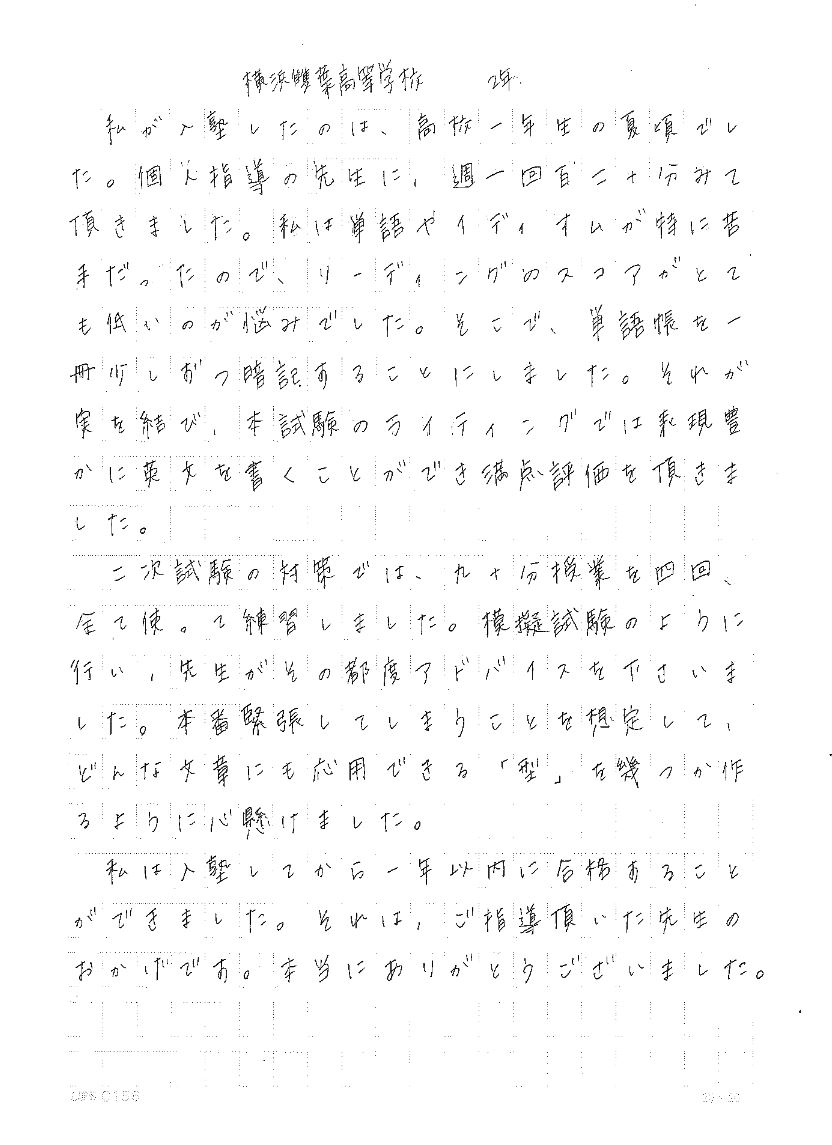 横浜雙葉高等学校　2年
私が入塾したのは、高校一年生の夏頃でし
た。個人指導の先生に、週一回百二十分みて
頂きました。私は単語やイディオムが特に苦
手だったので、リーディングのスコアがとて
も低いのが悩みでした。そこで、単語帳を一
冊少しずつ暗記することにしました。それが
実を結び、本試験のライティングでは表現豊
かに英文を書くことができ満点評価を頂きま
した。
二次試験の対策では、九十分授業を四回、
全て使って練習しました。模擬試験のように
行い、先生がその都度アドバイスを下さいま
した。本番緊張してしまうことを想定して、
どんな文章にも応用できる「型」を幾つか作
るように心懸けました。
私は入塾してから一年以内に合格すること
ができました。それは、ご指導頂いた先生の
おかげです。本当にありがとうございました。